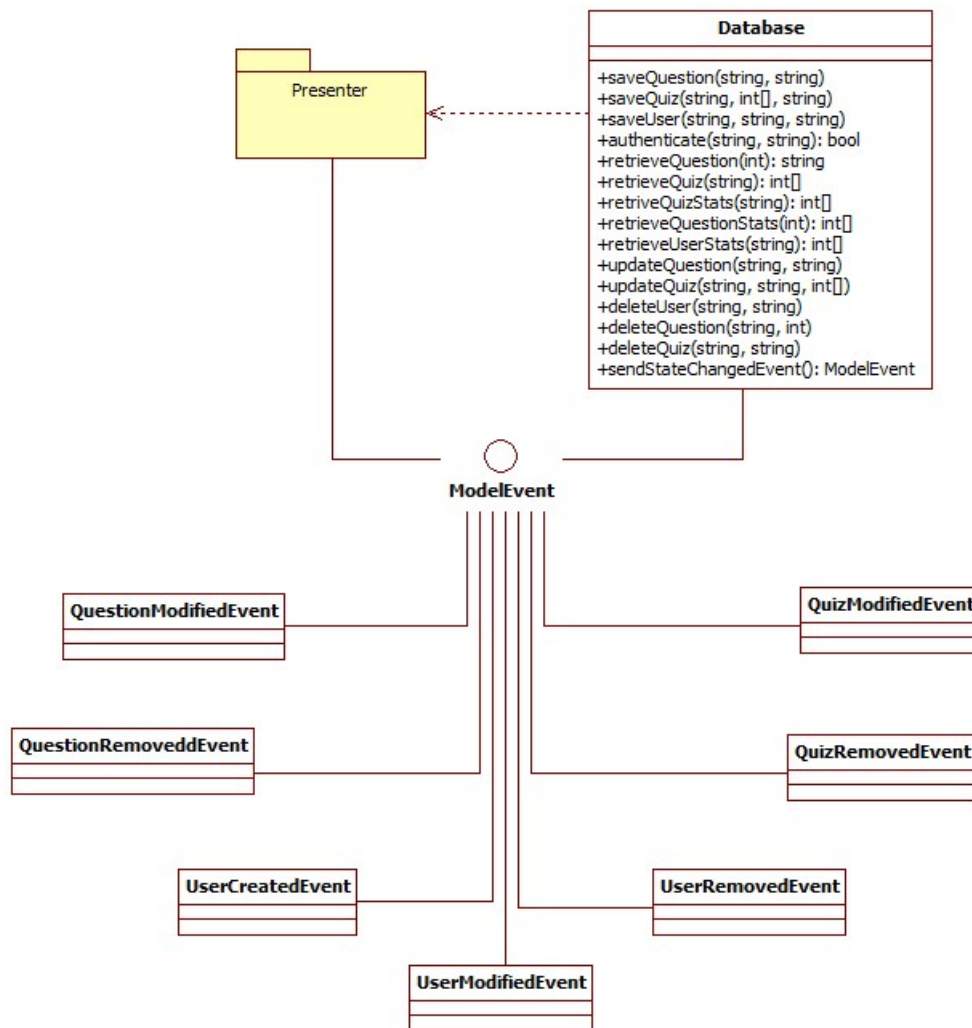 Database
Presenter
+saveQuestion(string, string)
+saveQuiz(string, int[], string)
+saveUser(string, string, string)
+authenticate(string, string): bool
+retrieveQuestion(int): string
+retrieveQuiz(string): int[]
+retriveQuizStats(string): int[]
+retrieveQuestionStats(int): int[]
+retrieveUserStats(string): int[]
+updateQuestion(string, string)
+updateQuiz(string, string, int[])
+deleteUser(string, string)
+deleteQuestion(string, int)
+deleteQuiz(string, string)
+sendStateChangedEvent(): ModelEvent
ModelEvent
QuestionModifiedEvent
QuizModifiedEvent
QuestionRemoveddEvent
QuizRemovedEvent
UserCreatedEvent
UserRemovedEvent
UserModifiedEvent